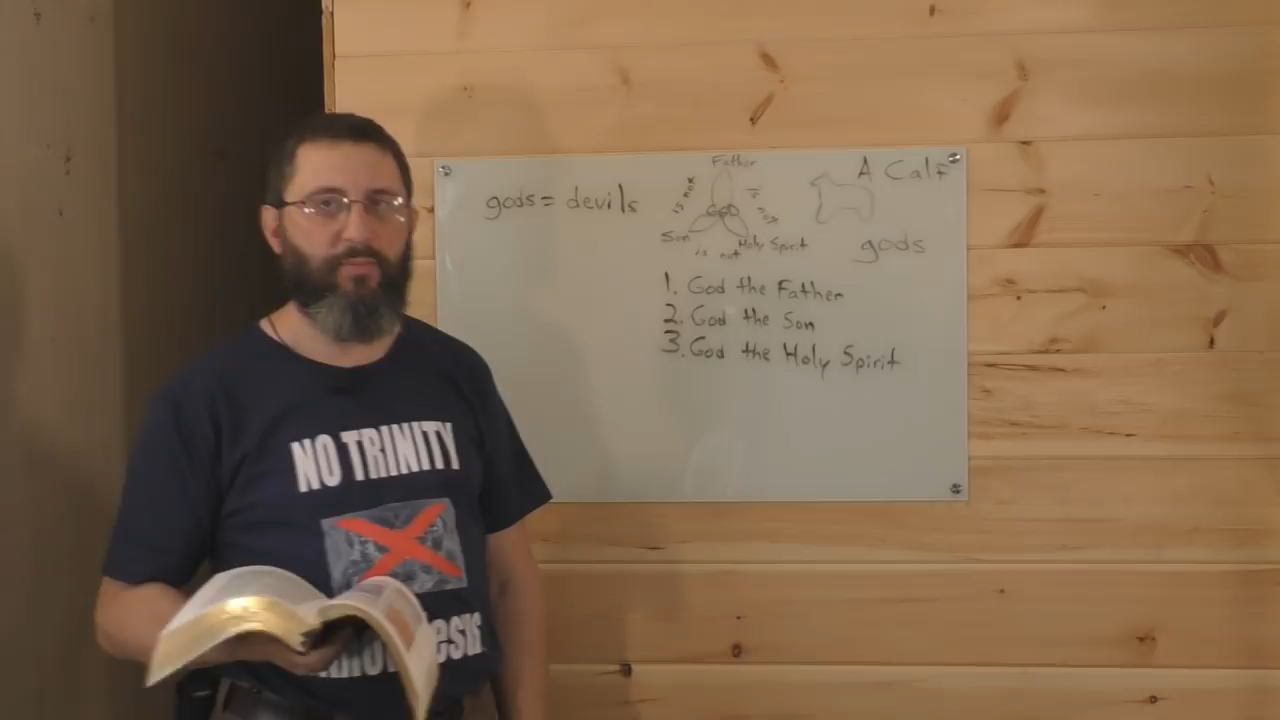 gods = devils
Father
is not
is not
GOD
Son
Holy Spirit
is not
A Calf
gods
1. God the Father
2. God the Son
3. God the Holy Spirit
NO TRINITY